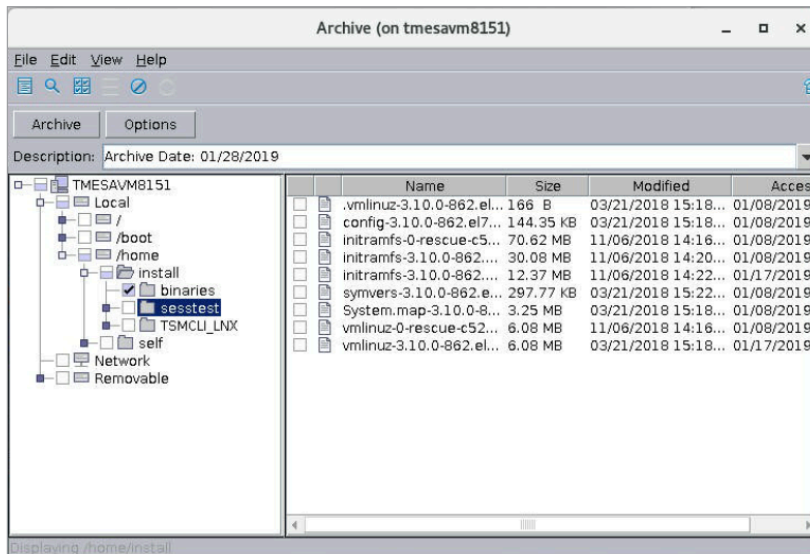 Archive (on tmesavm8151)
File Edit View Help
Archive Options
Description: Archive Date: 01/28/2019
TMESAVM8151
Local
/
/boot
/home
install
binaries
sesstest
TSMCLI_LNX
self
Network
Removable
Name Size Modified Acces
.vmlinuz-3.10.0-862.el... 166 B 03/21/2018 15:18... 01/08/2019
config-3.10.0-862.el7... 144.35 KB 03/21/2018 15:18... 01/08/2019
initramfs-0-rescue-c5... 70.62 MB 11/06/2018 14:16... 01/08/2019
initramfs-3.10.0-862.... 30.08 MB 11/06/2018 14:20... 01/08/2019
initramfs-3.10.0-862.... 12.37 MB 11/06/2018 14:22... 01/17/2019
symvers-3.10.0-862.e... 297.77 KB 03/21/2018 15:22... 01/08/2019
System.map-3.10.0-8... 3.25 MB 03/21/2018 15:18... 01/08/2019
vmlinuz-0-rescue-c52... 6.08 MB 11/06/2018 14:16... 01/08/2019
vmlinuz-3.10.0-862.el... 6.08 MB 03/21/2018 15:18... 01/17/2019
Displaying /home/install